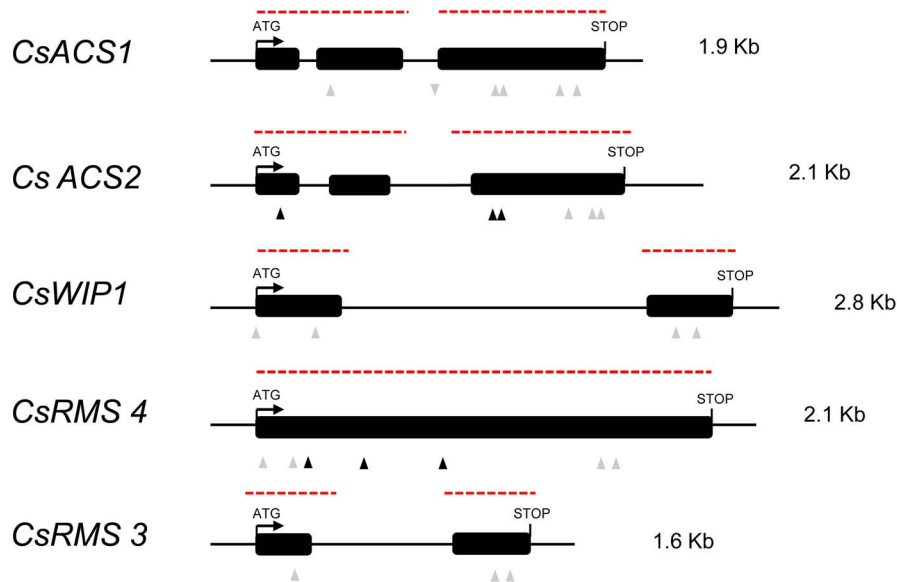 ATG
STOP
CsACS1
1.9 Kb
ATG
STOP
Cs ACS2
2.1 Kb
ATG
STOP
CsWIP1
2.8 Kb
ATG
STOP
CsRMS 4
2.1 Kb
ATG
STOP
CsRMS 3
1.6 Kb